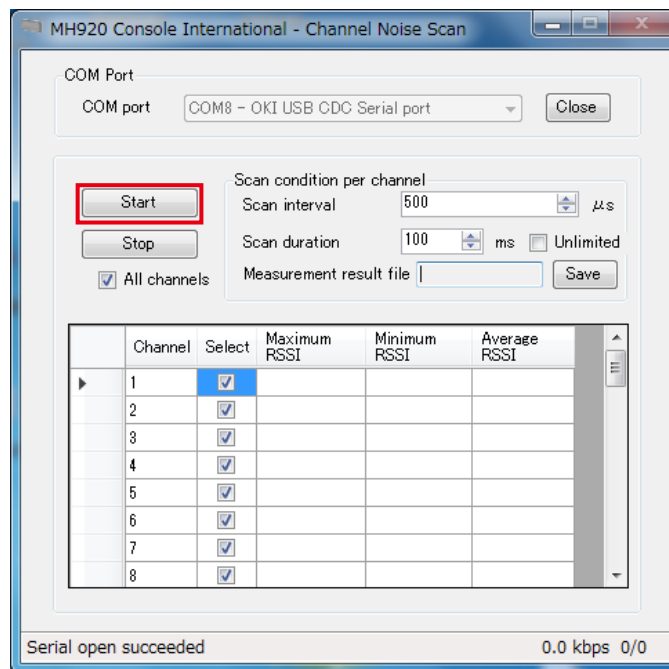 MH920 Console International - Channel Noise Scan
COM Port
COM port COM8 - OKI USB CDC Serial port Close
Scan condition per channel
Start Scan interval 500 μs
Stop Scan duration 100 ms Unlimited
All channels Measurement result file Save
Channel Select Maximum RSSI Minimum RSSI Average RSSI
1
2
3
4
5
6
7
8
Serial open succeeded 0.0 kbps 0/0